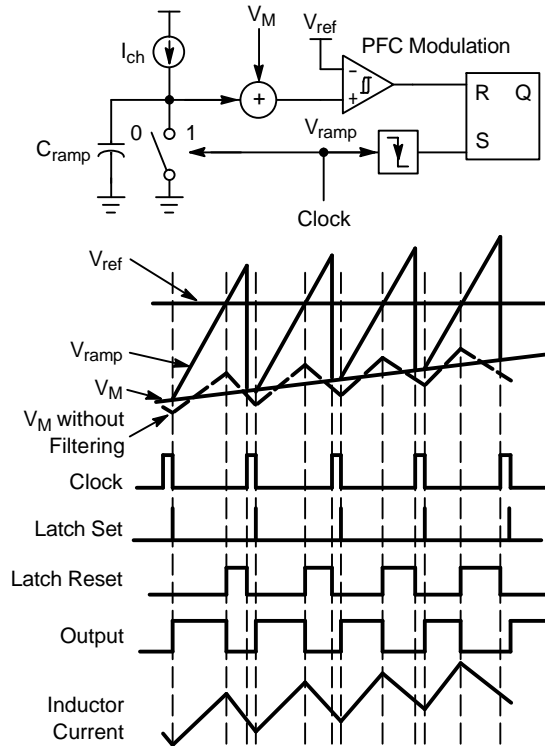 V_M
V_ref
PFC Modulation
I_ch
−
+
+
R Q
S
0 1
C_ramp
V_ramp
Clock
V_ref
V_ramp
V_M
V_M without
Filtering
Clock
Latch Set
Latch Reset
Output
Inductor
Current